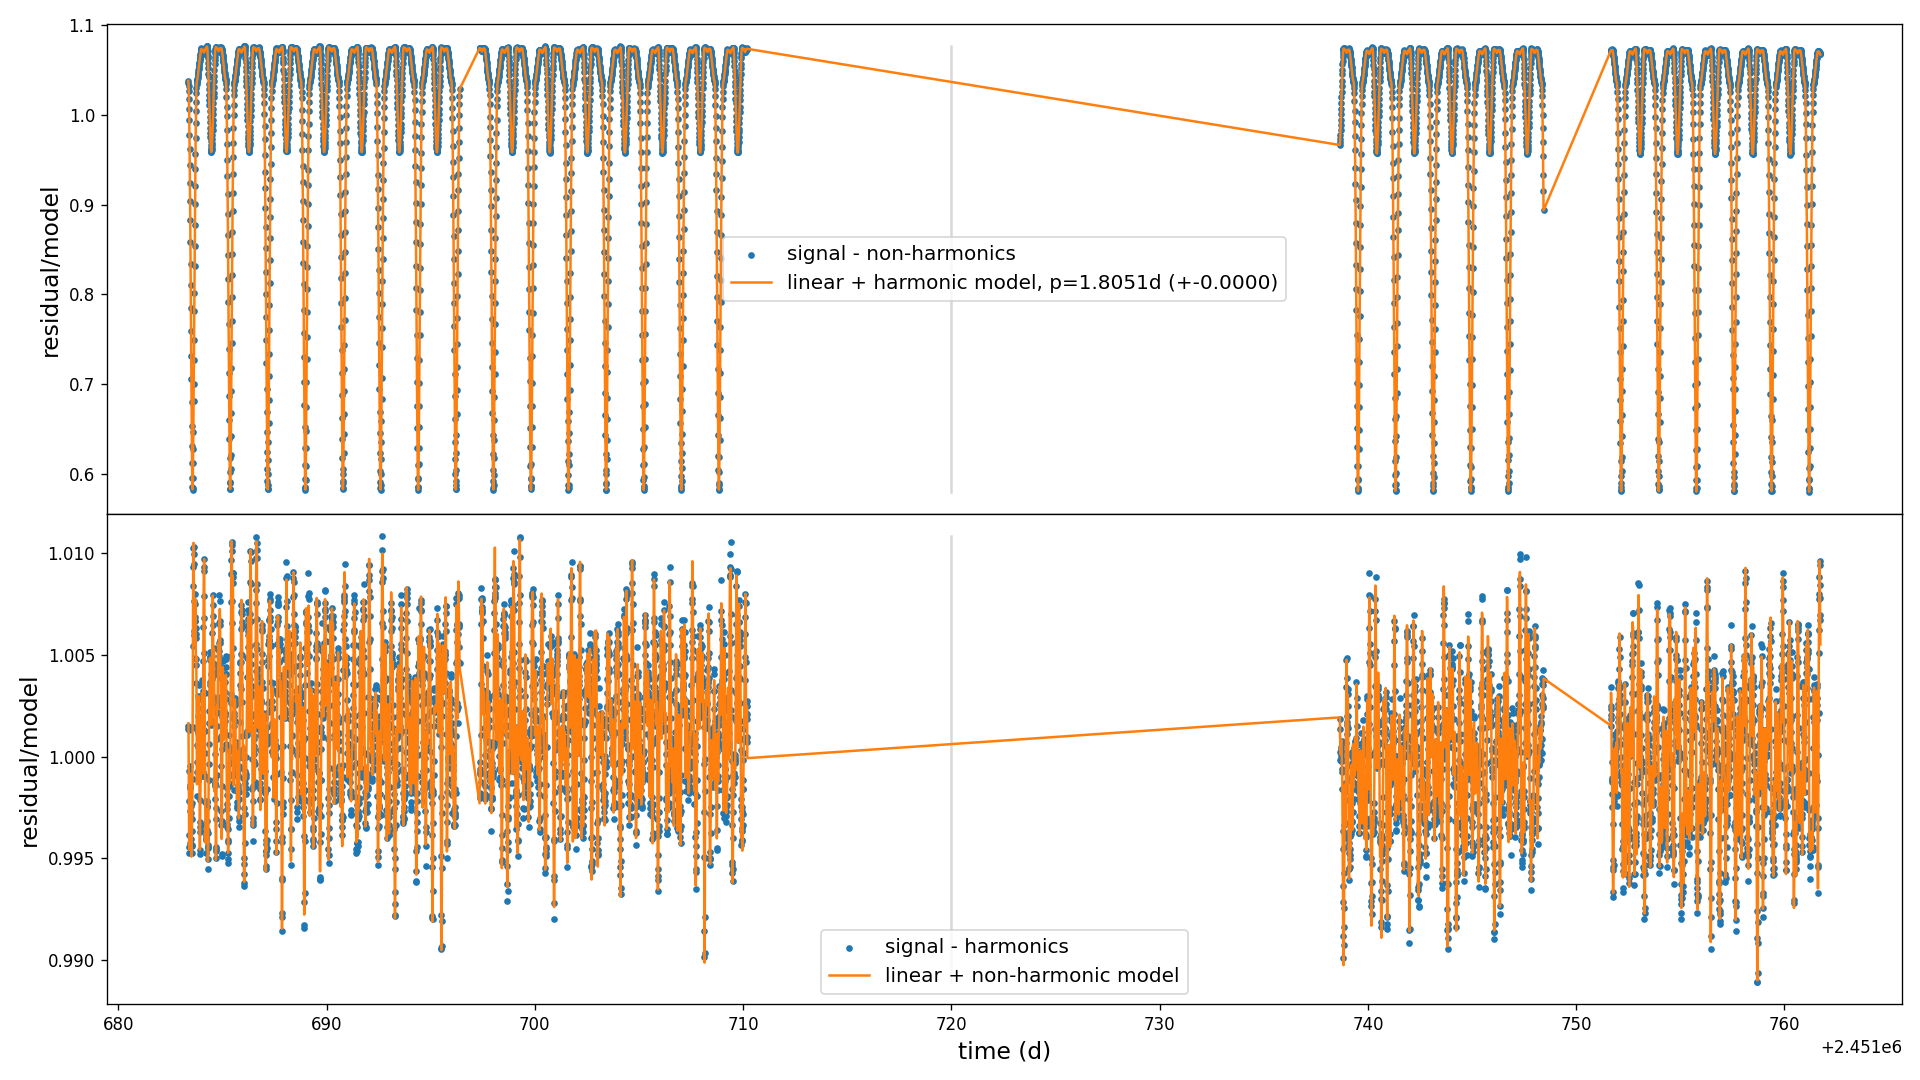 1.1
1.0
0.9
0.8
0.7
0.6
residual/model
signal - non-harmonics
linear + harmonic model, p=1.8051d (+-0.0000)
1.010
1.005
1.000
0.995
0.990
residual/model
signal - harmonics
linear + non-harmonic model
680 690 700 710 720 730 740 750 760
time (d)
+2.451e6